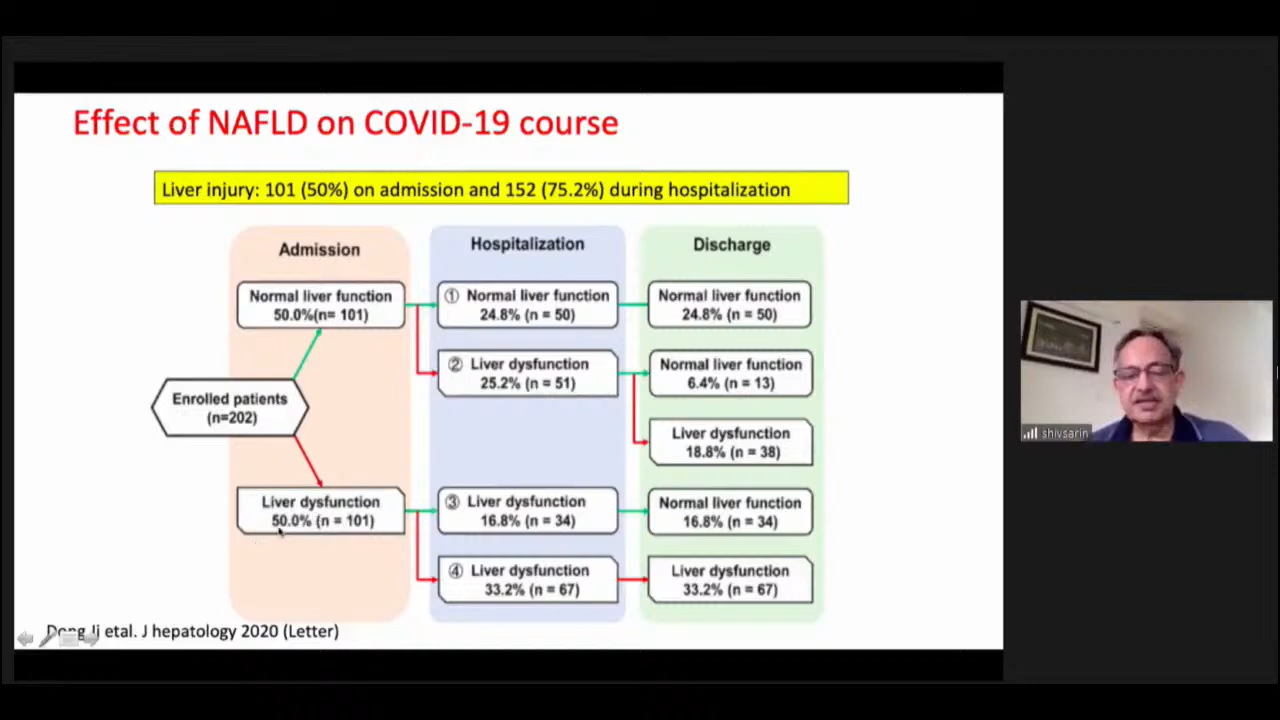 Effect of NAFLD on COVID-19 course
Liver injury: 101 (50%) on admission and 152 (75.2%) during hospitalization
Admission
Hospitalization
Discharge
Normal liver function
50.0%(n= 101)
① Normal liver function
24.8% (n = 50)
Normal liver function
24.8% (n = 50)
② Liver dysfunction
25.2% (n = 51)
Normal liver function
6.4% (n = 13)
Enrolled patients
(n=202)
Liver dysfunction
18.8% (n = 38)
Liver dysfunction
50.0% (n = 101)
③ Liver dysfunction
16.8% (n = 34)
Normal liver function
16.8% (n = 34)
④ Liver dysfunction
33.2% (n = 67)
Liver dysfunction
33.2% (n = 67)
Dong Ji etal. J hepatology 2020 (Letter)
shivsarin